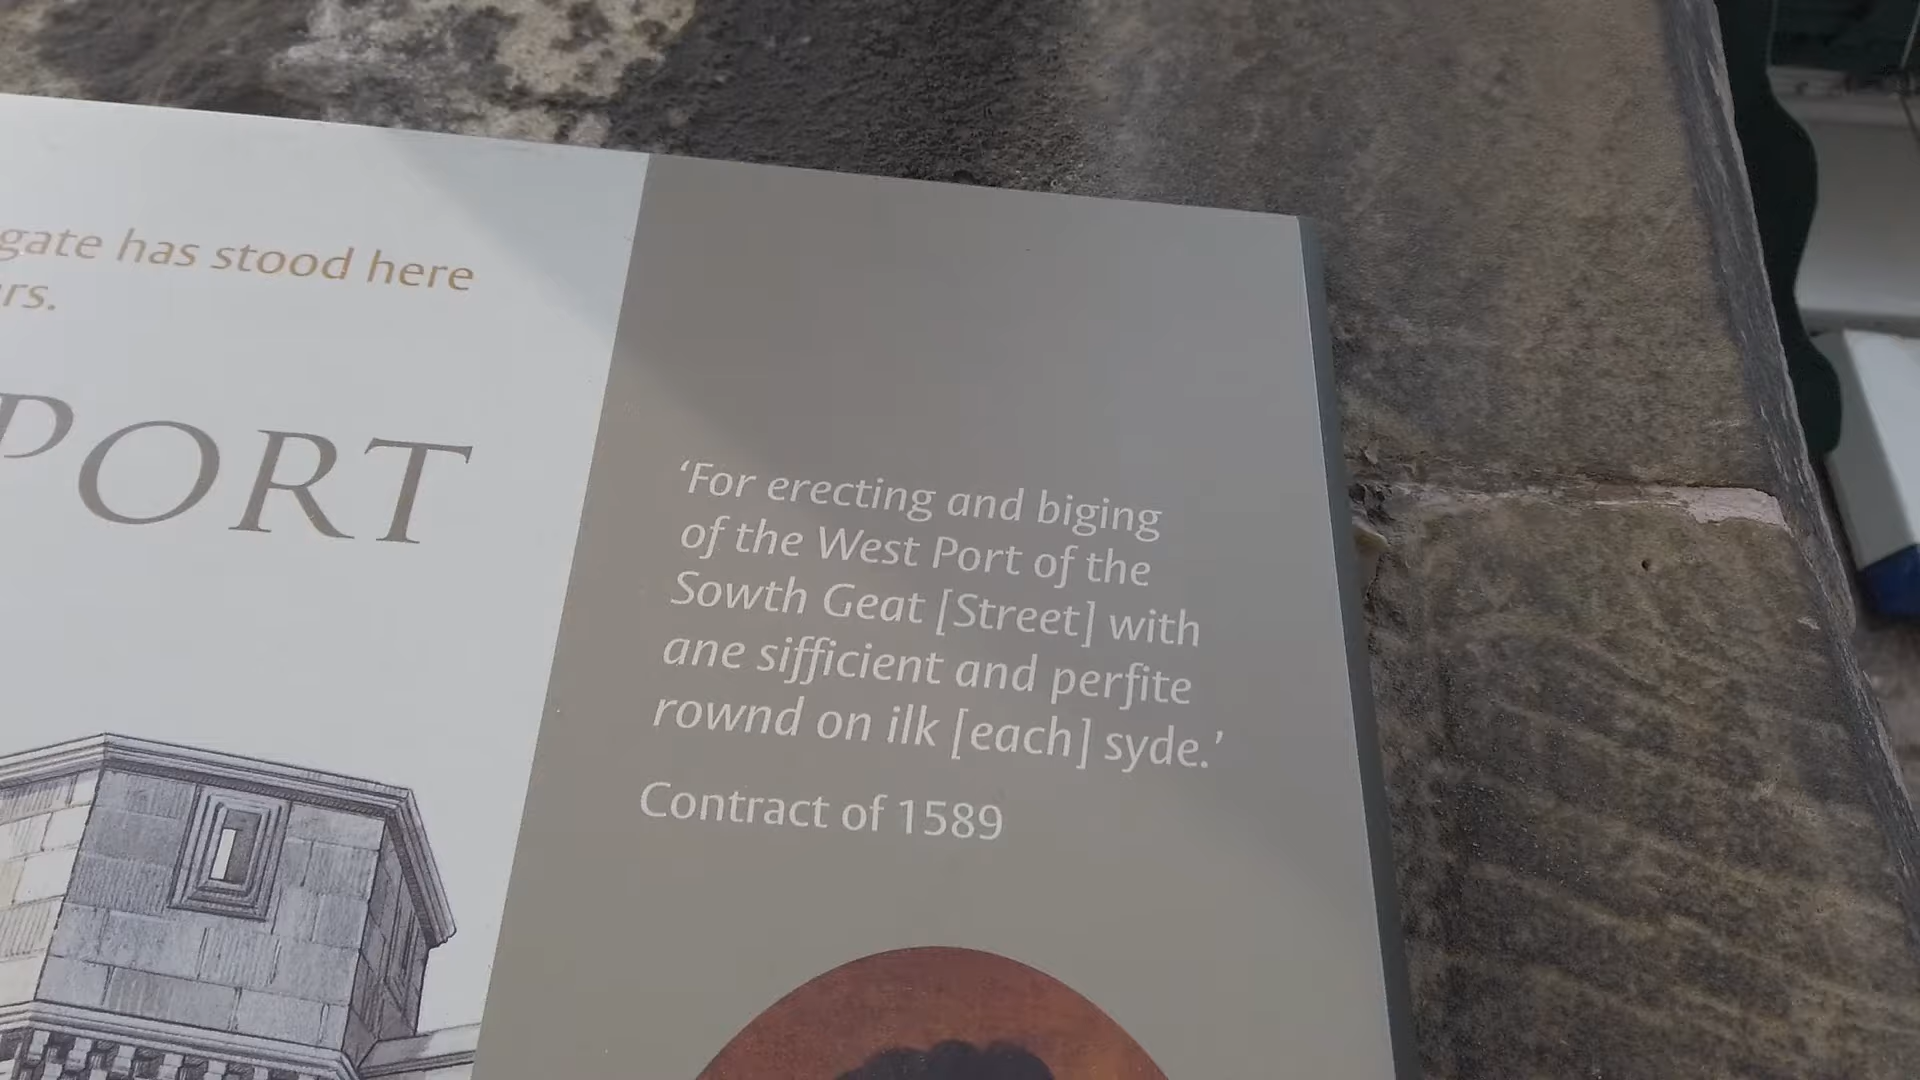 gate has stood here
rs.
PORT
‘For erecting and biging
of the West Port of the
Sowth Geat [Street] with
ane sifficient and perfite
rownd on ilk [each] syde.’
Contract of 1589